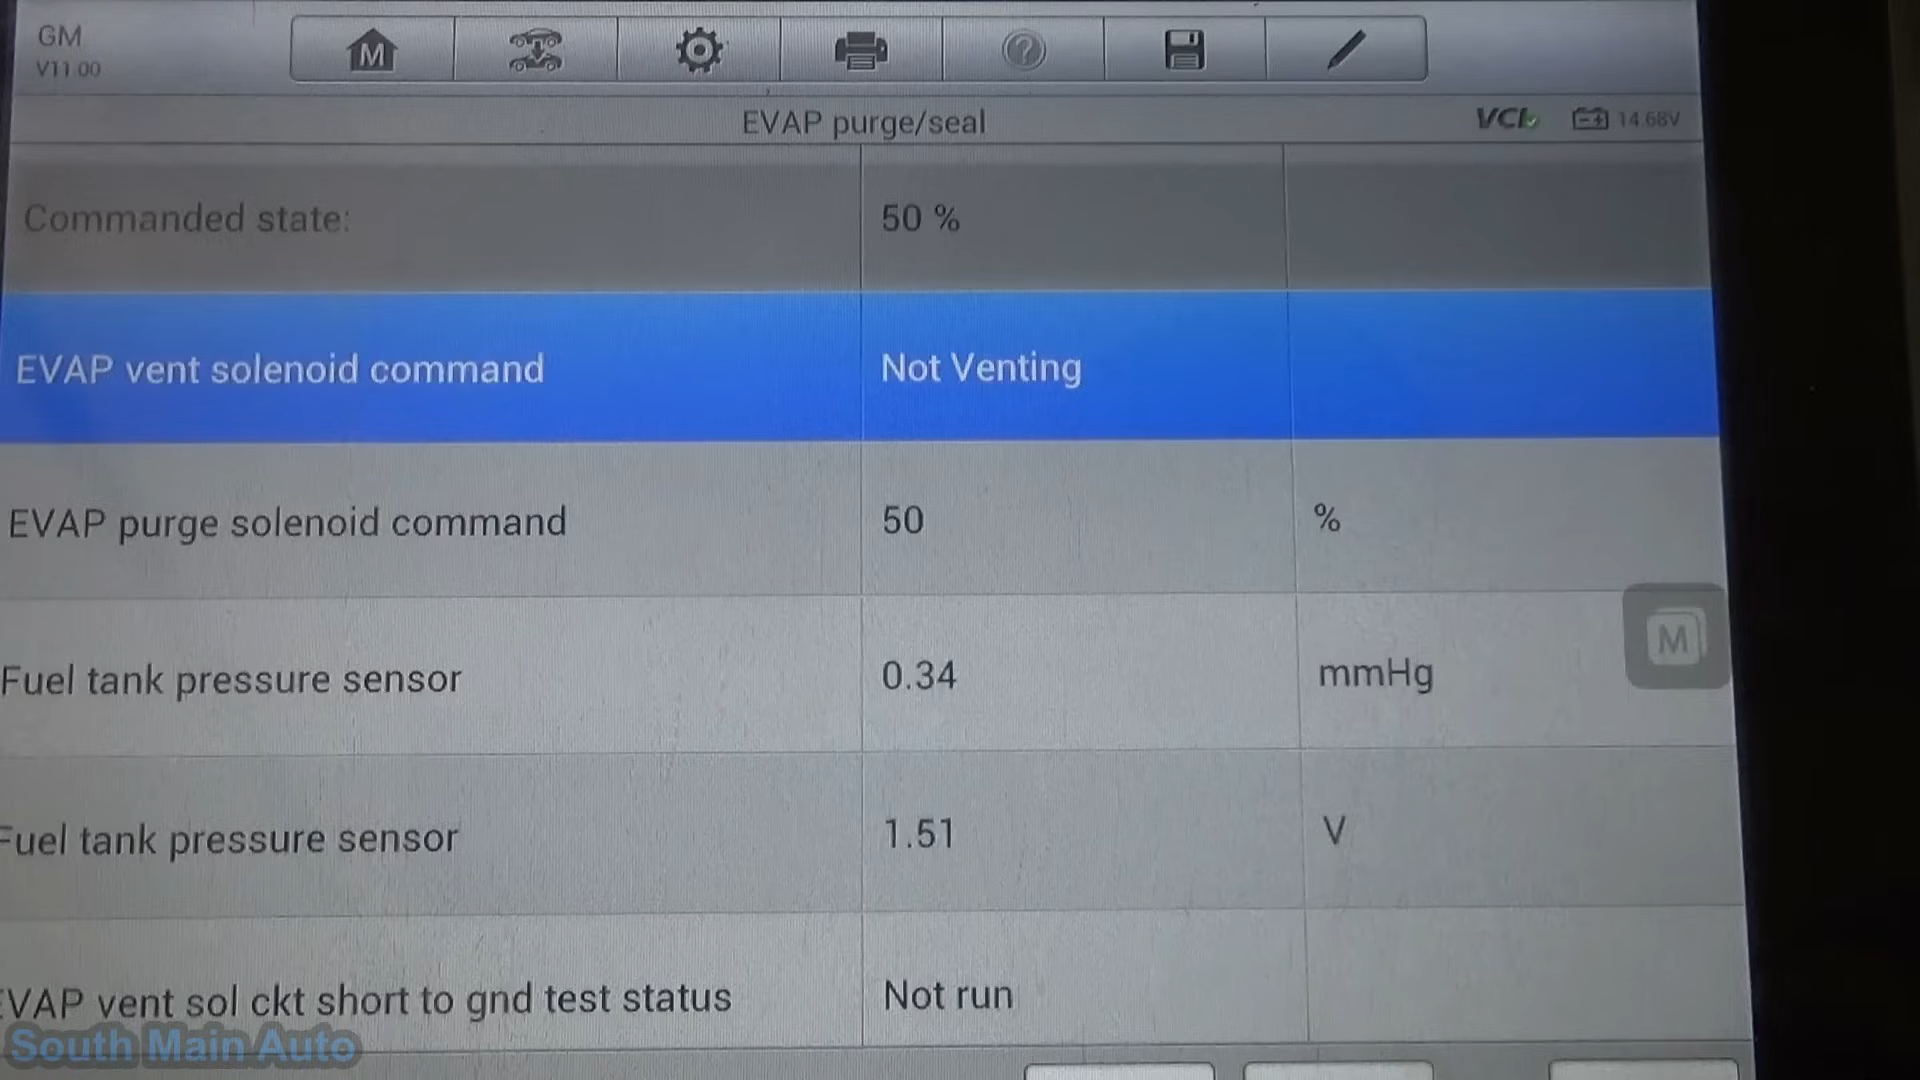 GM
V11.00
M
?
EVAP purge/seal
VCI
14.68V
Commanded state:
50 %
EVAP vent solenoid command
Not Venting
EVAP purge solenoid command
50
%
Fuel tank pressure sensor
0.34
mmHg
M
Fuel tank pressure sensor
1.51
V
EVAP vent sol ckt short to gnd test status
Not run
South Main Auto